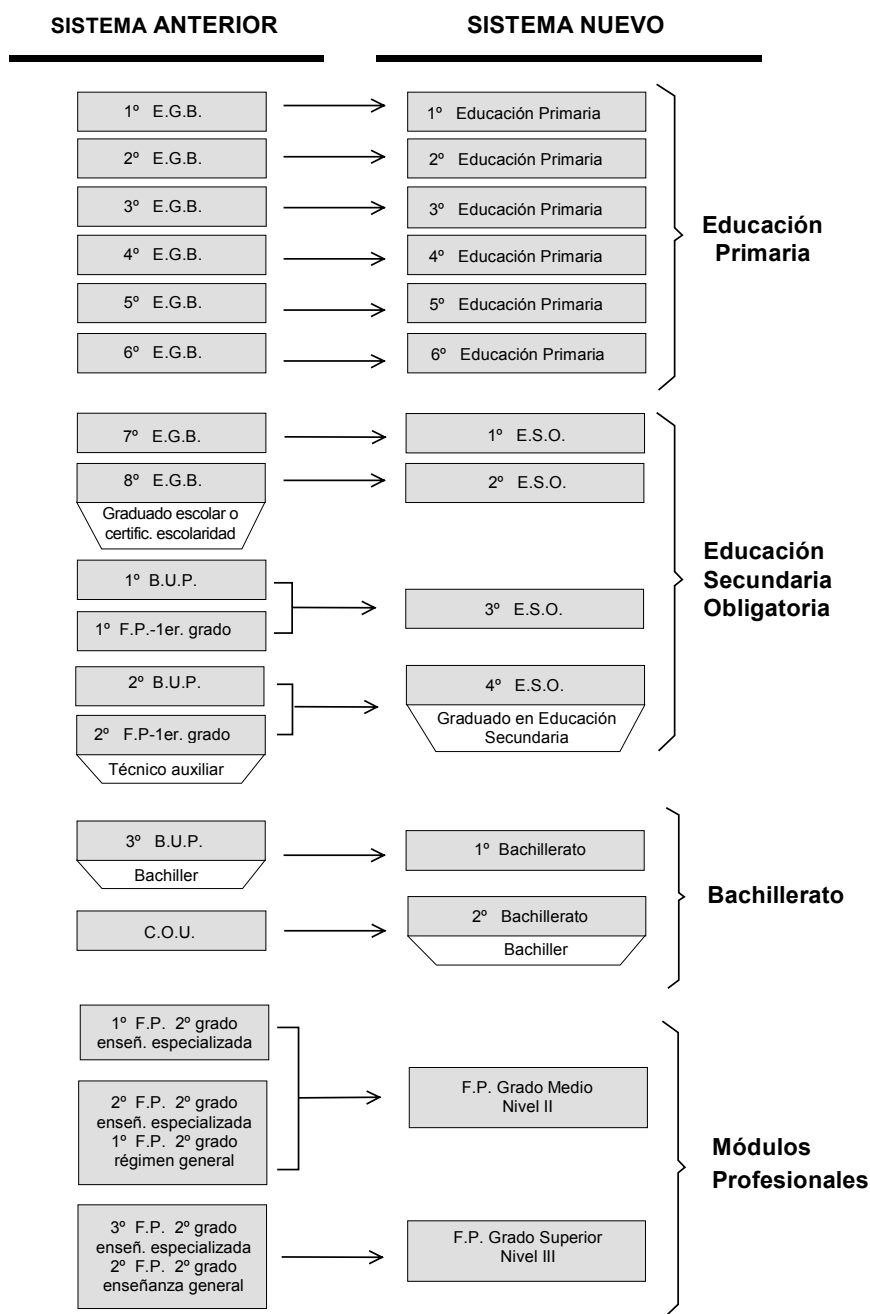 SISTEMA ANTERIOR
SISTEMA NUEVO
1º E.G.B.
1º Educación Primaria
2º E.G.B.
2º Educación Primaria
3º E.G.B.
3º Educación Primaria
4º E.G.B.
4º Educación Primaria
5º E.G.B.
5º Educación Primaria
6º E.G.B.
6º Educación Primaria
Educación
Primaria
7º E.G.B.
1º E.S.O.
8º E.G.B.
2º E.S.O.
Graduado escolar o
certific. escolaridad
1º B.U.P.
1º F.P.-1er. grado
3º E.S.O.
2º B.U.P.
2º F.P-1er. grado
Técnico auxiliar
4º E.S.O.
Graduado en Educación
Secundaria
Educación
Secundaria
Obligatoria
3º B.U.P.
Bachiller
1º Bachillerato
C.O.U.
2º Bachillerato
Bachiller
Bachillerato
1º F.P. 2º grado
enseñ. especializada
2º F.P. 2º grado
enseñ. especializada
1º F.P. 2º grado
régimen general
F.P. Grado Medio
Nivel II
3º F.P. 2º grado
enseñ. especializada
2º F.P. 2º grado
enseñanza general
F.P. Grado Superior
Nivel III
Módulos
Profesionales